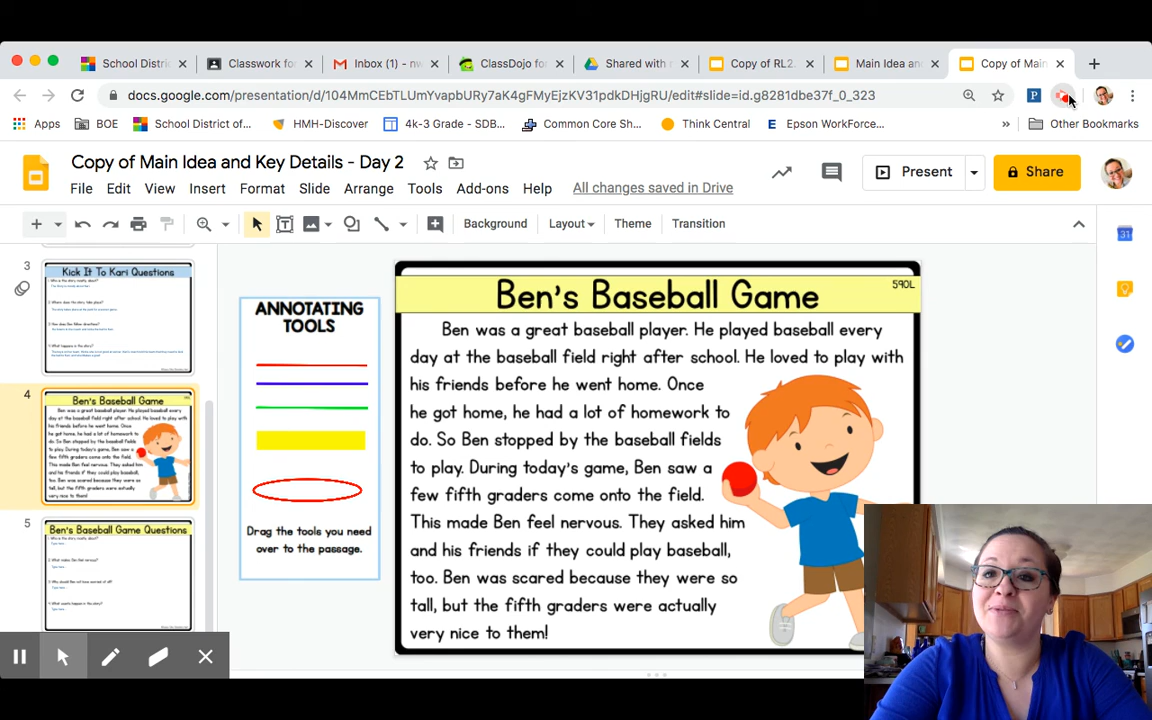 School Distri
Classwork fo
Inbox (1) - nw
ClassDojo fo
Shared with
Copy of RL2
Main Idea an
Copy of Main
docs.google.com/presentation/d/104MmCEbTLUmYvapbURy7aK4gFMyEjzKV31pdkDHjgRU/edit#slide=id.g8281dbe37f_0_323
Apps
BOE
School District of...
HMH-Discover
4k-3 Grade - SDB...
Common Core Sh...
Think Central
Epson WorkForce...
»
Other Bookmarks
Copy of Main Idea and Key Details - Day 2
Present
Share
File Edit View Insert Format Slide Arrange Tools Add-ons Help
All changes saved in Drive
Background Layout Theme Transition
31
3
Kick It To Kari Questions
4
Ben's Baseball Game
5
Ben's Baseball Game Questions
ANNOTATING
TOOLS
Drag the tools you need
over to the passage.
Ben's Baseball Game
590L
Ben was a great baseball player. He played baseball every
day at the baseball field right after school. He loved to play with
his friends before he went home. Once
he got home, he had a lot of homework to
do. So Ben stopped by the baseball fields
to play. During today's game, Ben saw a
few fifth graders come onto the field.
This made Ben feel nervous. They asked him
and his friends if they could play baseball,
too. Ben was scared because they were so
tall, but the fifth graders were actually
very nice to them!